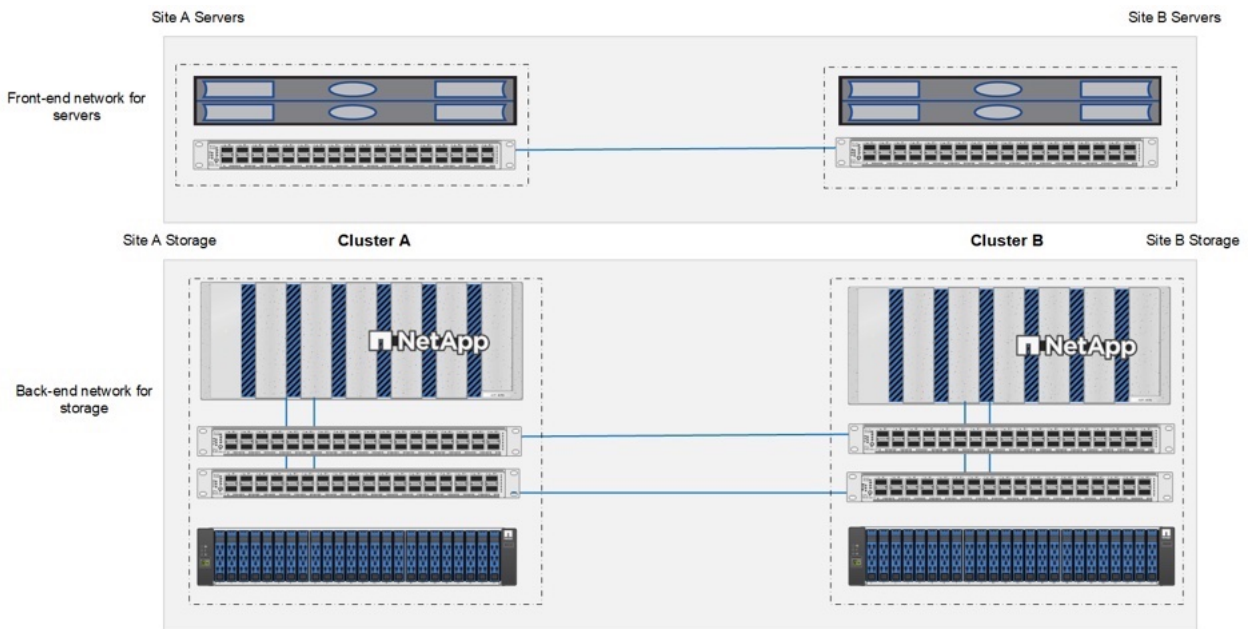 Site A Servers
Site B Servers
Front-end network for
servers
Site A Storage
Cluster A
Cluster B
Site B Storage
NetApp
NetApp
Back-end network for
storage